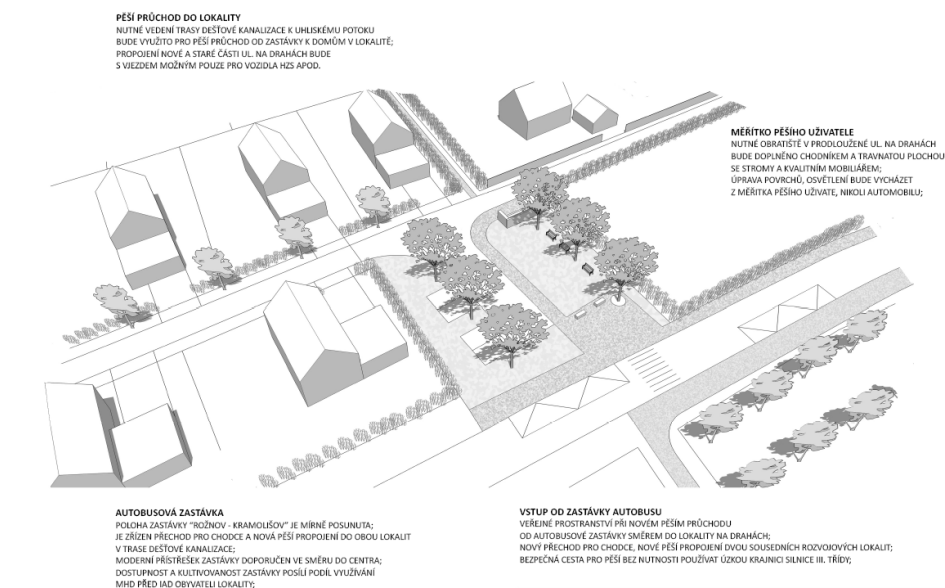 PĚŠÍ PRŮCHOD DO LOKALITY
NUTNÉ VEDENÍ TRASY DEŠŤOVÉ KANALIZACE K UHLISKÉMU POTOKU
BUDE VYUŽITO PRO PĚŠÍ PRŮCHOD OD ZASTÁVKY K DOMŮM V LOKALITĚ;
PROPOJENÍ NOVÉ A STARÉ ČÁSTI UL. NA DRAHÁCH BUDE
S VJEZDEM MOŽNÝM POUZE PRO VOZIDLA HZS APOD.
MĚŘÍTKO PĚŠÍHO UŽIVATELE
NUTNÉ OBRATIŠTĚ V PRODLOUŽENÉ UL. NA DRAHÁCH
BUDE DOPLNĚNO CHODNÍKEM A TRAVNATOU PLOCHOU
SE STROMY A KVALITNÍM MOBILIÁŘEM;
ÚPRAVA POVRCHŮ, OSVĚTLENÍ BUDE VYCHÁZET
Z MĚŘITKA PĚŠÍHO UŽIVATE, NIKOLI AUTOMOBILU;
AUTOBUSOVÁ ZASTÁVKA
POLOHA ZASTÁVKY "ROŽNOV - KRAMOLIŠOV" JE MÍRNĚ POSUNUTA;
JE ZŘÍZEN PŘECHOD PRO CHODCE A NOVÁ PĚŠÍ PROPOJENÍ DO OBOU LOKALIT
V TRASE DEŠŤOVÉ KANALIZACE;
MODERNÍ PŘÍSTŘEŠEK ZASTÁVKY DOPORUČEN VE SMĚRU DO CENTRA;
DOSTUPNOST A KULTIVOVANOST ZASTÁVKY POSÍLÍ PODÍL VYUŽÍVÁNÍ
MHD PŘED IAD OBYVATELI LOKALITY;
VSTUP OD ZASTÁVKY AUTOBUSU
VEŘEJNÉ PROSTRANSTVÍ PŘI NOVÉM PĚŠÍM PRŮCHODU
OD AUTOBUSOVÉ ZASTÁVKY SMĚREM DO LOKALITY NA DRAHÁCH;
NOVÝ PŘECHOD PRO CHODCE, NOVÉ PĚŠÍ PROPOJENÍ DVOU SOUSEDNÍCH ROZVOJOVÝCH LOKALIT;
BEZPEČNÁ CESTA PRO PĚŠÍ BEZ NUTNOSTI POUŽÍVAT ÚZKOU KRAJNICI SILNICE III. TŘÍDY;